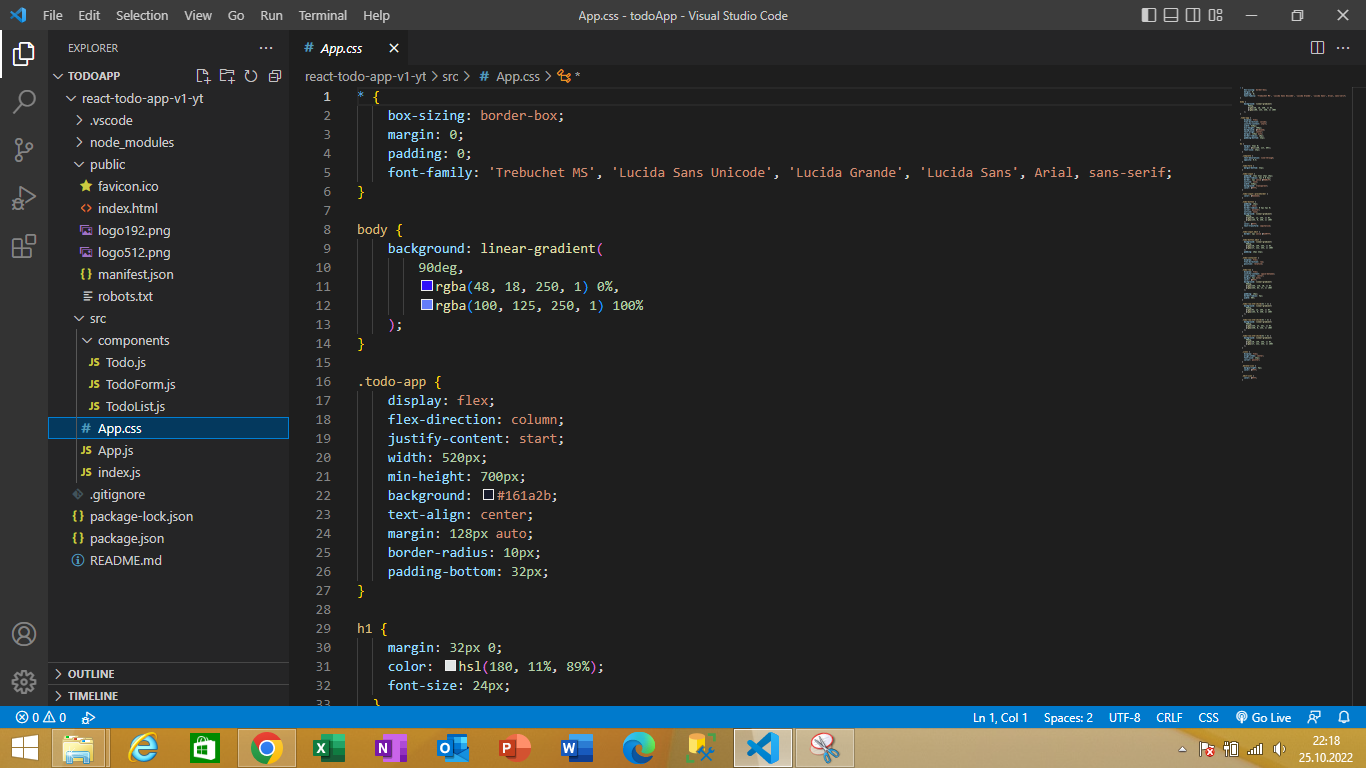 File Edit Selection View Go Run Terminal Help
App.css - todoApp - Visual Studio Code
EXPLORER
TODOAPP
react-todo-app-v1-yt
.vscode
node_modules
public
favicon.ico
index.html
logo192.png
logo512.png
manifest.json
robots.txt
src
components
JS Todo.js
JS TodoForm.js
JS TodoList.js
# App.css
JS App.js
JS index.js
.gitignore
{} package-lock.json
{} package.json
README.md
OUTLINE
TIMELINE
# App.css
react-todo-app-v1-yt > src > # App.css > *
1 * {
2 box-sizing: border-box;
3 margin: 0;
4 padding: 0;
5 font-family: 'Trebuchet MS', 'Lucida Sans Unicode', 'Lucida Grande', 'Lucida Sans', Arial, sans-serif;
6 }
7
8 body {
9 background: linear-gradient(
10 90deg,
11 rgba(48, 18, 250, 1) 0%,
12 rgba(100, 125, 250, 1) 100%
13 );
14 }
15
16 .todo-app {
17 display: flex;
18 flex-direction: column;
19 justify-content: start;
20 width: 520px;
21 min-height: 700px;
22 background: #161a2b;
23 text-align: center;
24 margin: 128px auto;
25 border-radius: 10px;
26 padding-bottom: 32px;
27 }
28
29 h1 {
30 margin: 32px 0;
31 color: hsl(180, 11%, 89%);
32 font-size: 24px;
33 }
0 0
Ln 1, Col 1 Spaces: 2 UTF-8 CRLF CSS Go Live
22:18
25.10.2022